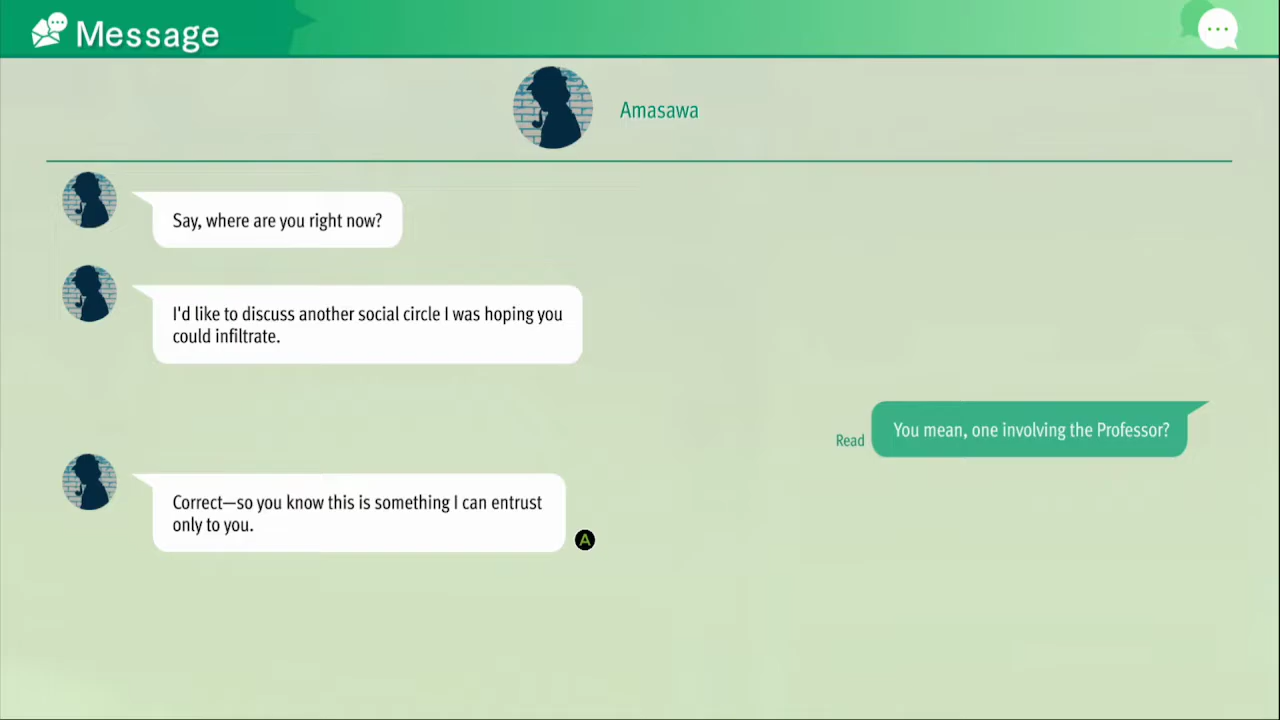 Message
Amasawa
Say, where are you right now?
I'd like to discuss another social circle I was hoping you
could infiltrate.
You mean, one involving the Professor?
Read
Correct—so you know this is something I can entrust
only to you.
A